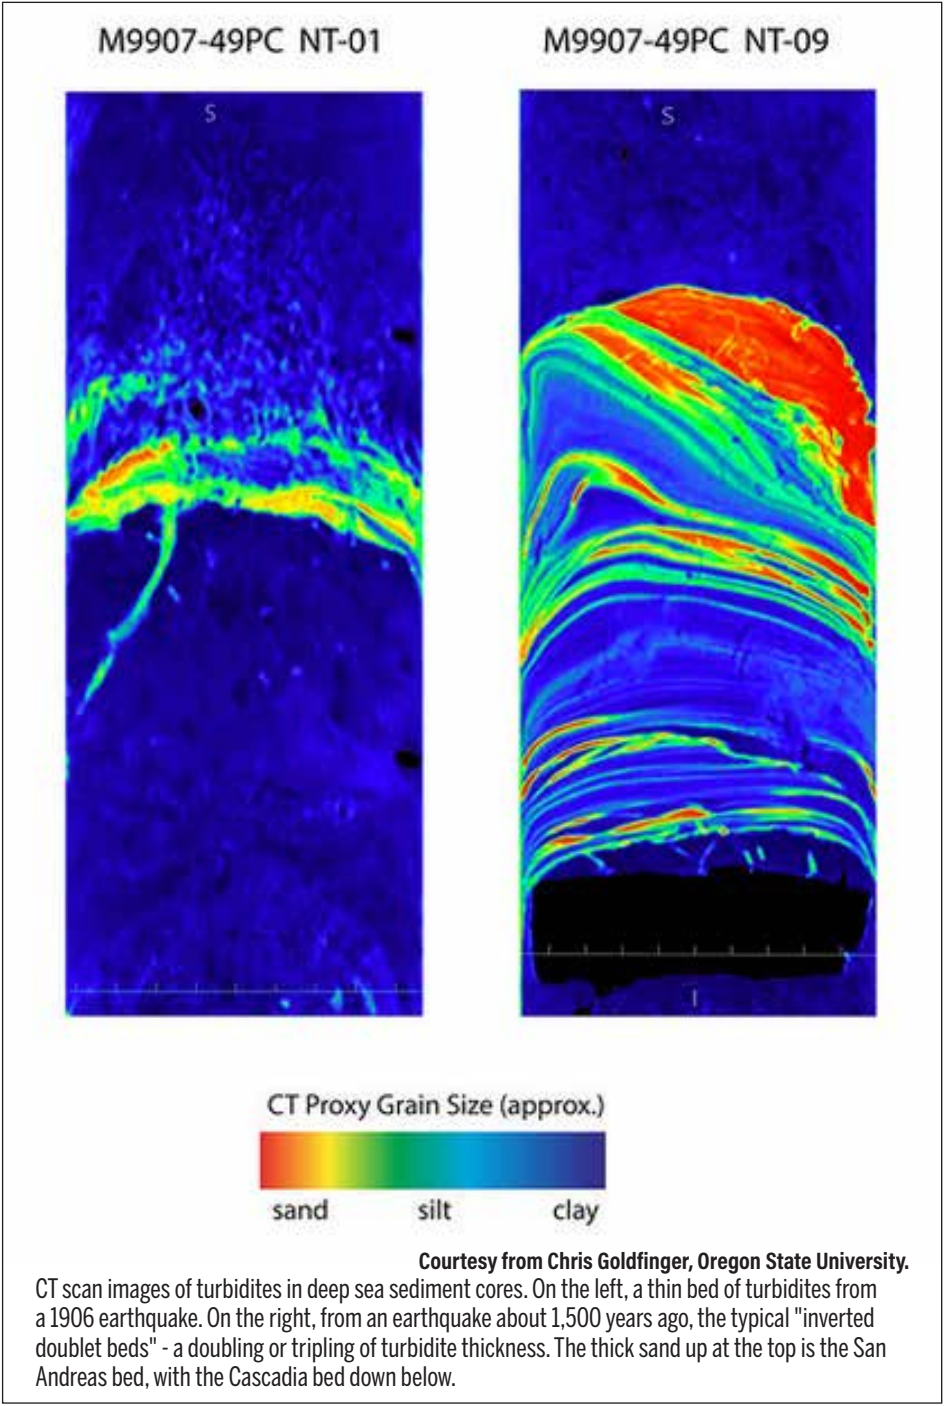 M9907-49PC NT-01
M9907-49PC NT-09
S
S
I
CT Proxy Grain Size (approx.)
sand silt clay
Courtesy from Chris Goldfinger, Oregon State University.
CT scan images of turbidites in deep sea sediment cores. On the left, a thin bed of turbidites from
a 1906 earthquake. On the right, from an earthquake about 1,500 years ago, the typical "inverted
doublet beds" - a doubling or tripling of turbidite thickness. The thick sand up at the top is the San
Andreas bed, with the Cascadia bed down below.